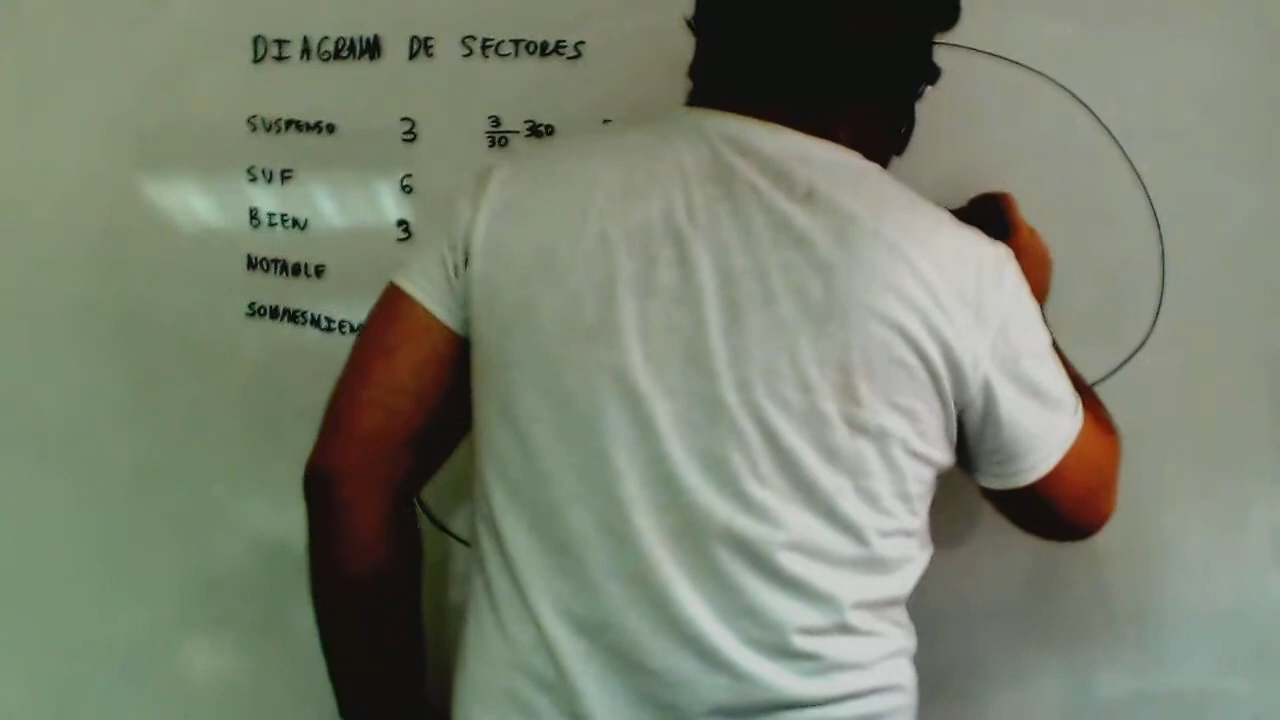 DIAGRAMA DE SECTORES
SUSPENSO 3 3/30 360
SUF 6
BIEN 3
NOTABLE
SOBRESALIEN